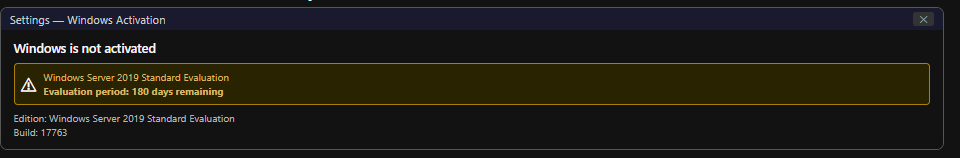 Settings — Windows Activation
Windows is not activated
Windows Server 2019 Standard Evaluation
Evaluation period: 180 days remaining
Edition: Windows Server 2019 Standard Evaluation
Build: 17763